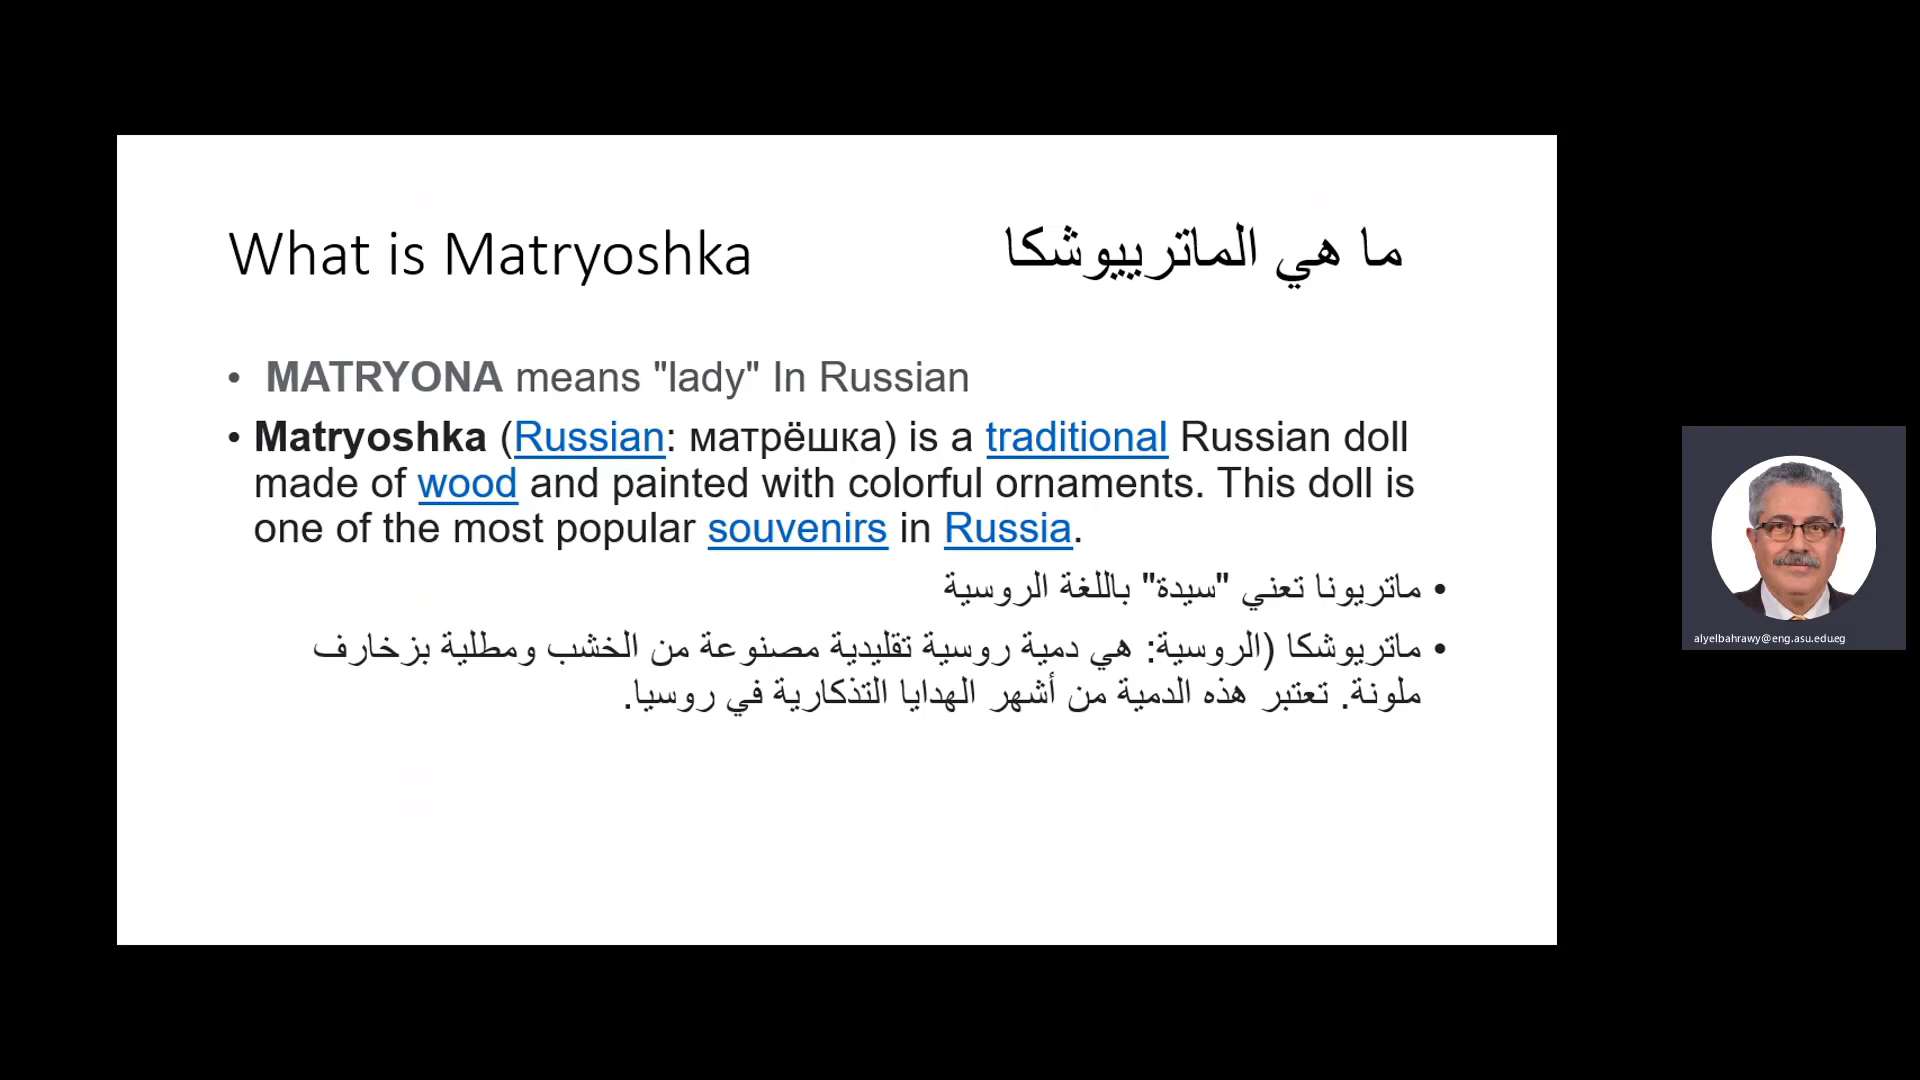 What is Matryoshka
ما هي الماترييوشكا
• MATRYONA means "lady" In Russian
• Matryoshka (Russian: матрёшка) is a traditional Russian doll
made of wood and painted with colorful ornaments. This doll is
one of the most popular souvenirs in Russia.
• ماتريونا تعني "سيدة" باللغة الروسية
• ماتريوشكا (الروسية: هي دمية روسية تقليدية مصنوعة من الخشب ومطلية بزخارف
ملونة. تعتبر هذه الدمية من أشهر الهدايا التذكارية في روسيا.
alyelbahrawy@eng.asu.edu.eg